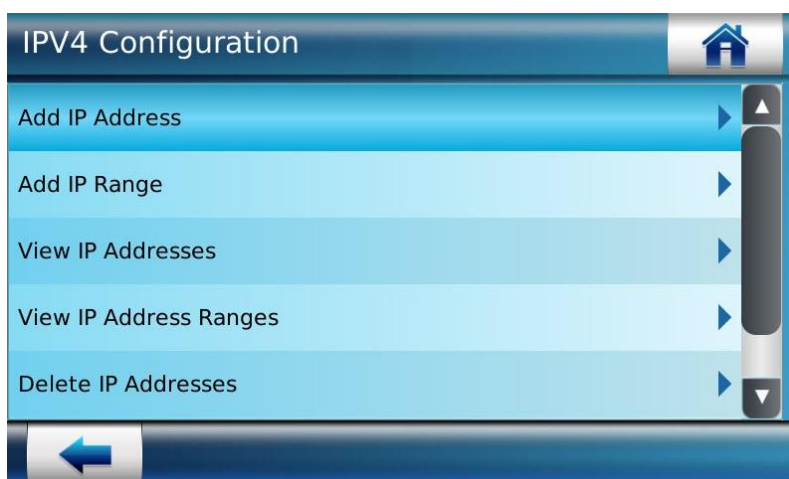 IPV4 Configuration
Add IP Address
Add IP Range
View IP Addresses
View IP Address Ranges
Delete IP Addresses